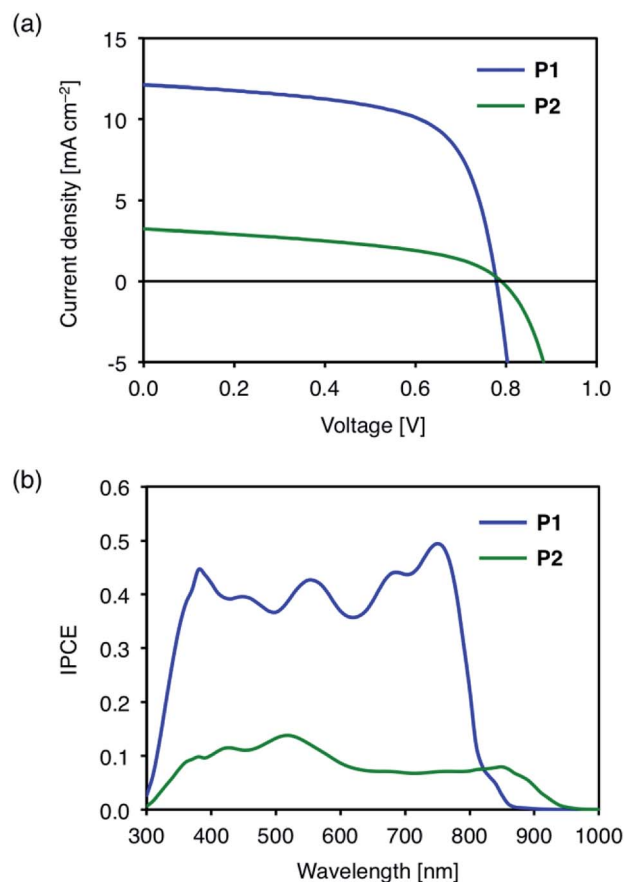 (a)
15
10
5
0
-5
Current density [mA cm⁻²]
P1
P2
0.0 0.2 0.4 0.6 0.8 1.0
Voltage [V]
(b)
0.6
0.5
0.4
0.3
0.2
0.1
0.0
IPCE
P1
P2
300 400 500 600 700 800 900 1000
Wavelength [nm]